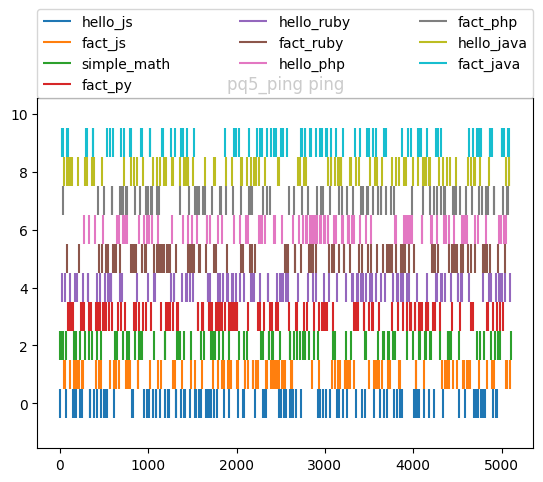 hello_js
fact_js
simple_math
fact_py
hello_ruby
fact_ruby
hello_php
fact_php
hello_java
fact_java
pq5_ping ping
10
8
6
4
2
0
0 1000 2000 3000 4000 5000